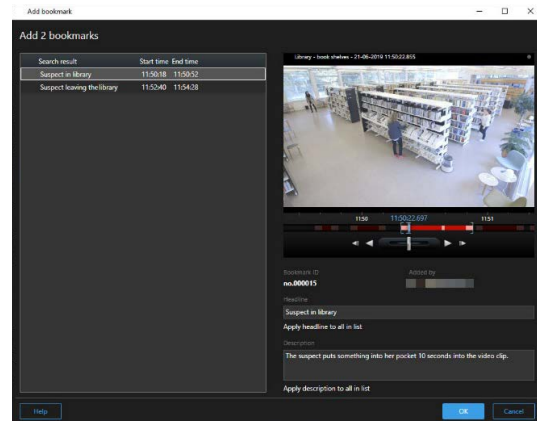 Add bookmark
Add 2 bookmarks
Search result Start time End time
Suspect in library 11:50:18 11:50:52
Suspect leaving the library 11:52:40 11:54:28
Library - book shelves - 21-06-2019 11:50:22.855
11:50 11:50:22.697 11:51
Bookmark ID Added by
no.000015
Headline
Suspect in library
Apply headline to all in list
Description
The suspect puts something into her pocket 10 seconds into the video clip.
Apply description to all in list
Help OK Cancel